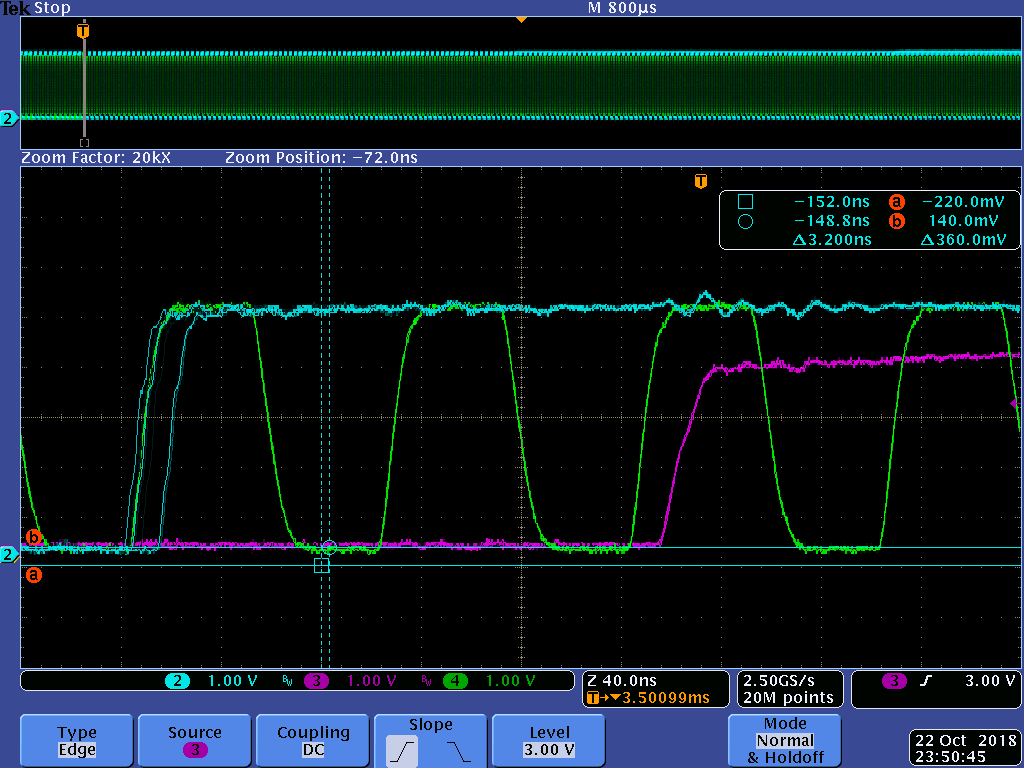 Tek Stop M 800µs
T
2
Zoom Factor: 20kX Zoom Position: −72.0ns
T
−152.0ns a −220.0mV
−148.8ns b 140.0mV
Δ3.200ns Δ360.0mV
b
2
a
2 1.00 V BW 3 1.00 V BW 4 1.00 V
Z 40.0ns
T→▼3.50099ms
2.50GS/s
20M points
3 3.00 V
Type
Edge
Source
3
Coupling
DC
Slope
Level
3.00 V
Mode
Normal
& Holdoff
22 Oct 2018
23:50:45